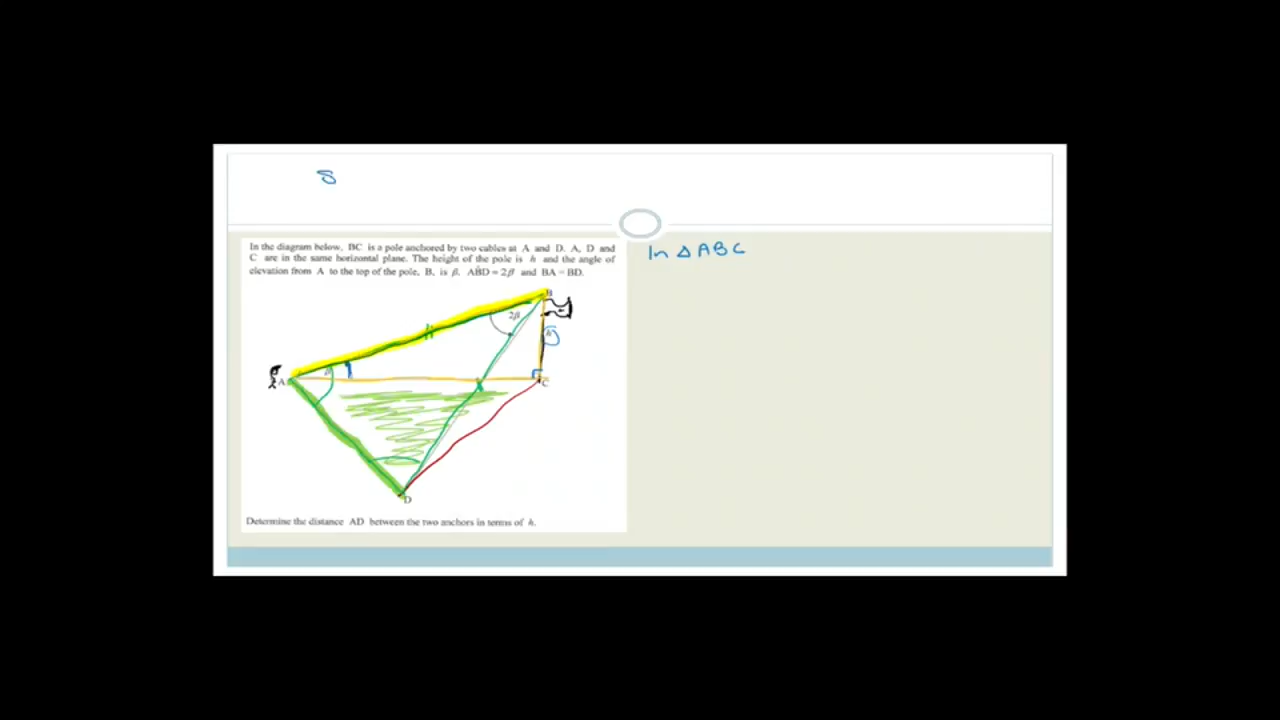 S
In the diagram below, BC is a pole anchored by two cables at A and D. A, D and
C are in the same horizontal plane. The height of the pole is h and the angle of
elevation from A to the top of the pole, B, is β. AB̂D = 2β and BA = BD.
In △ ABC
B
2β
h
A
β
C
D
Determine the distance AD between the two anchors in terms of h.